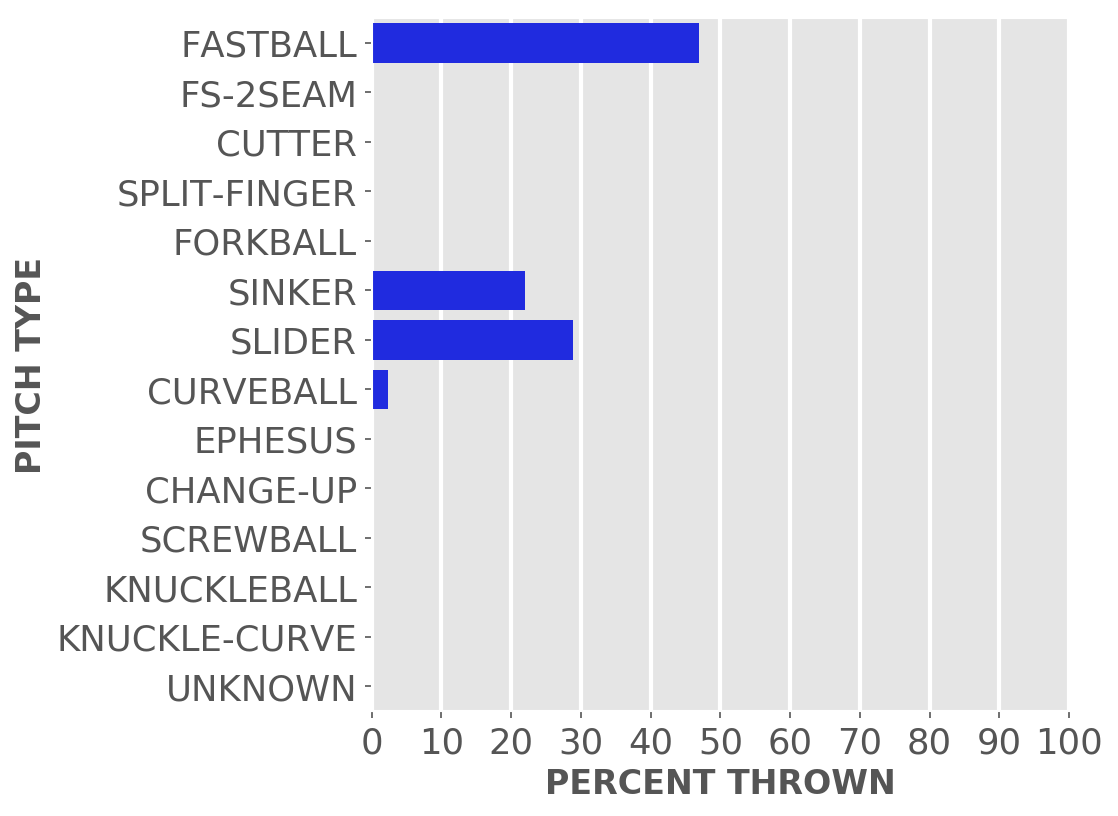 FASTBALL
FS-2SEAM
CUTTER
SPLIT-FINGER
FORKBALL
SINKER
SLIDER
CURVEBALL
EPHESUS
CHANGE-UP
SCREWBALL
KNUCKLEBALL
KNUCKLE-CURVE
UNKNOWN
PITCH TYPE
0 10 20 30 40 50 60 70 80 90 100
PERCENT THROWN